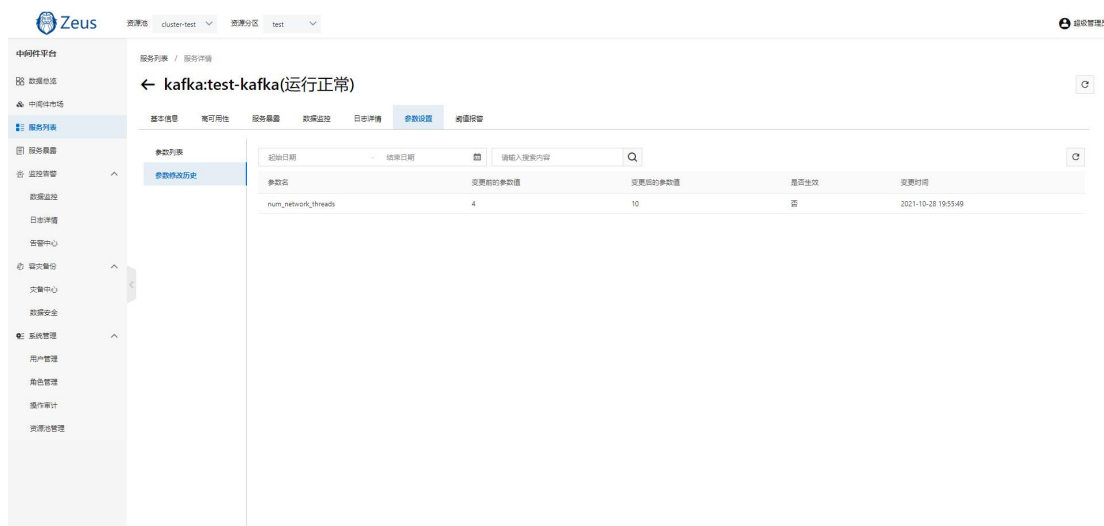 Zeus
资源池 cluster-test 资源分区 test
超级管理员
中间件平台
数据总览
中间件市场
服务列表
服务暴露
监控告警
数据监控
日志详情
告警中心
容灾备份
灾备中心
数据安全
系统管理
用户管理
角色管理
操作审计
资源池管理
服务列表 / 服务详情
← kafka:test-kafka(运行正常)
基本信息 高可用性 服务暴露 数据监控 日志详情 参数设置 阈值报警
参数列表
参数修改历史
起始日期 - 结束日期 请输入搜索内容
参数名 变更前的参数值 变更后的参数值 是否生效 变更时间
num_network_threads 4 10 否 2021-10-28 19:55:49